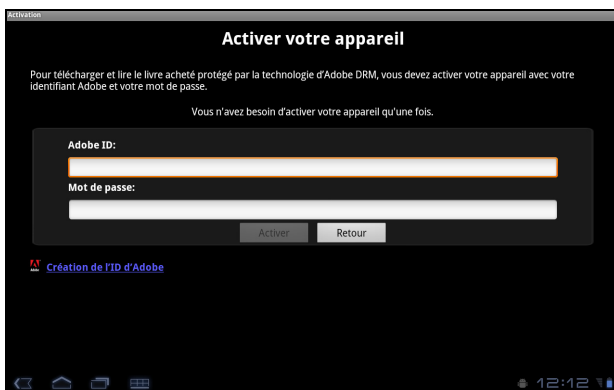 Activation
Activer votre appareil
Pour télécharger et lire le livre acheté protégé par la technologie d'Adobe DRM, vous devez activer votre appareil avec votre
identifiant Adobe et votre mot de passe.
Vous n'avez besoin d'activer votre appareil qu'une fois.
Adobe ID:
Mot de passe:
Activer Retour
Adobe Création de l'ID d'Adobe
12:12